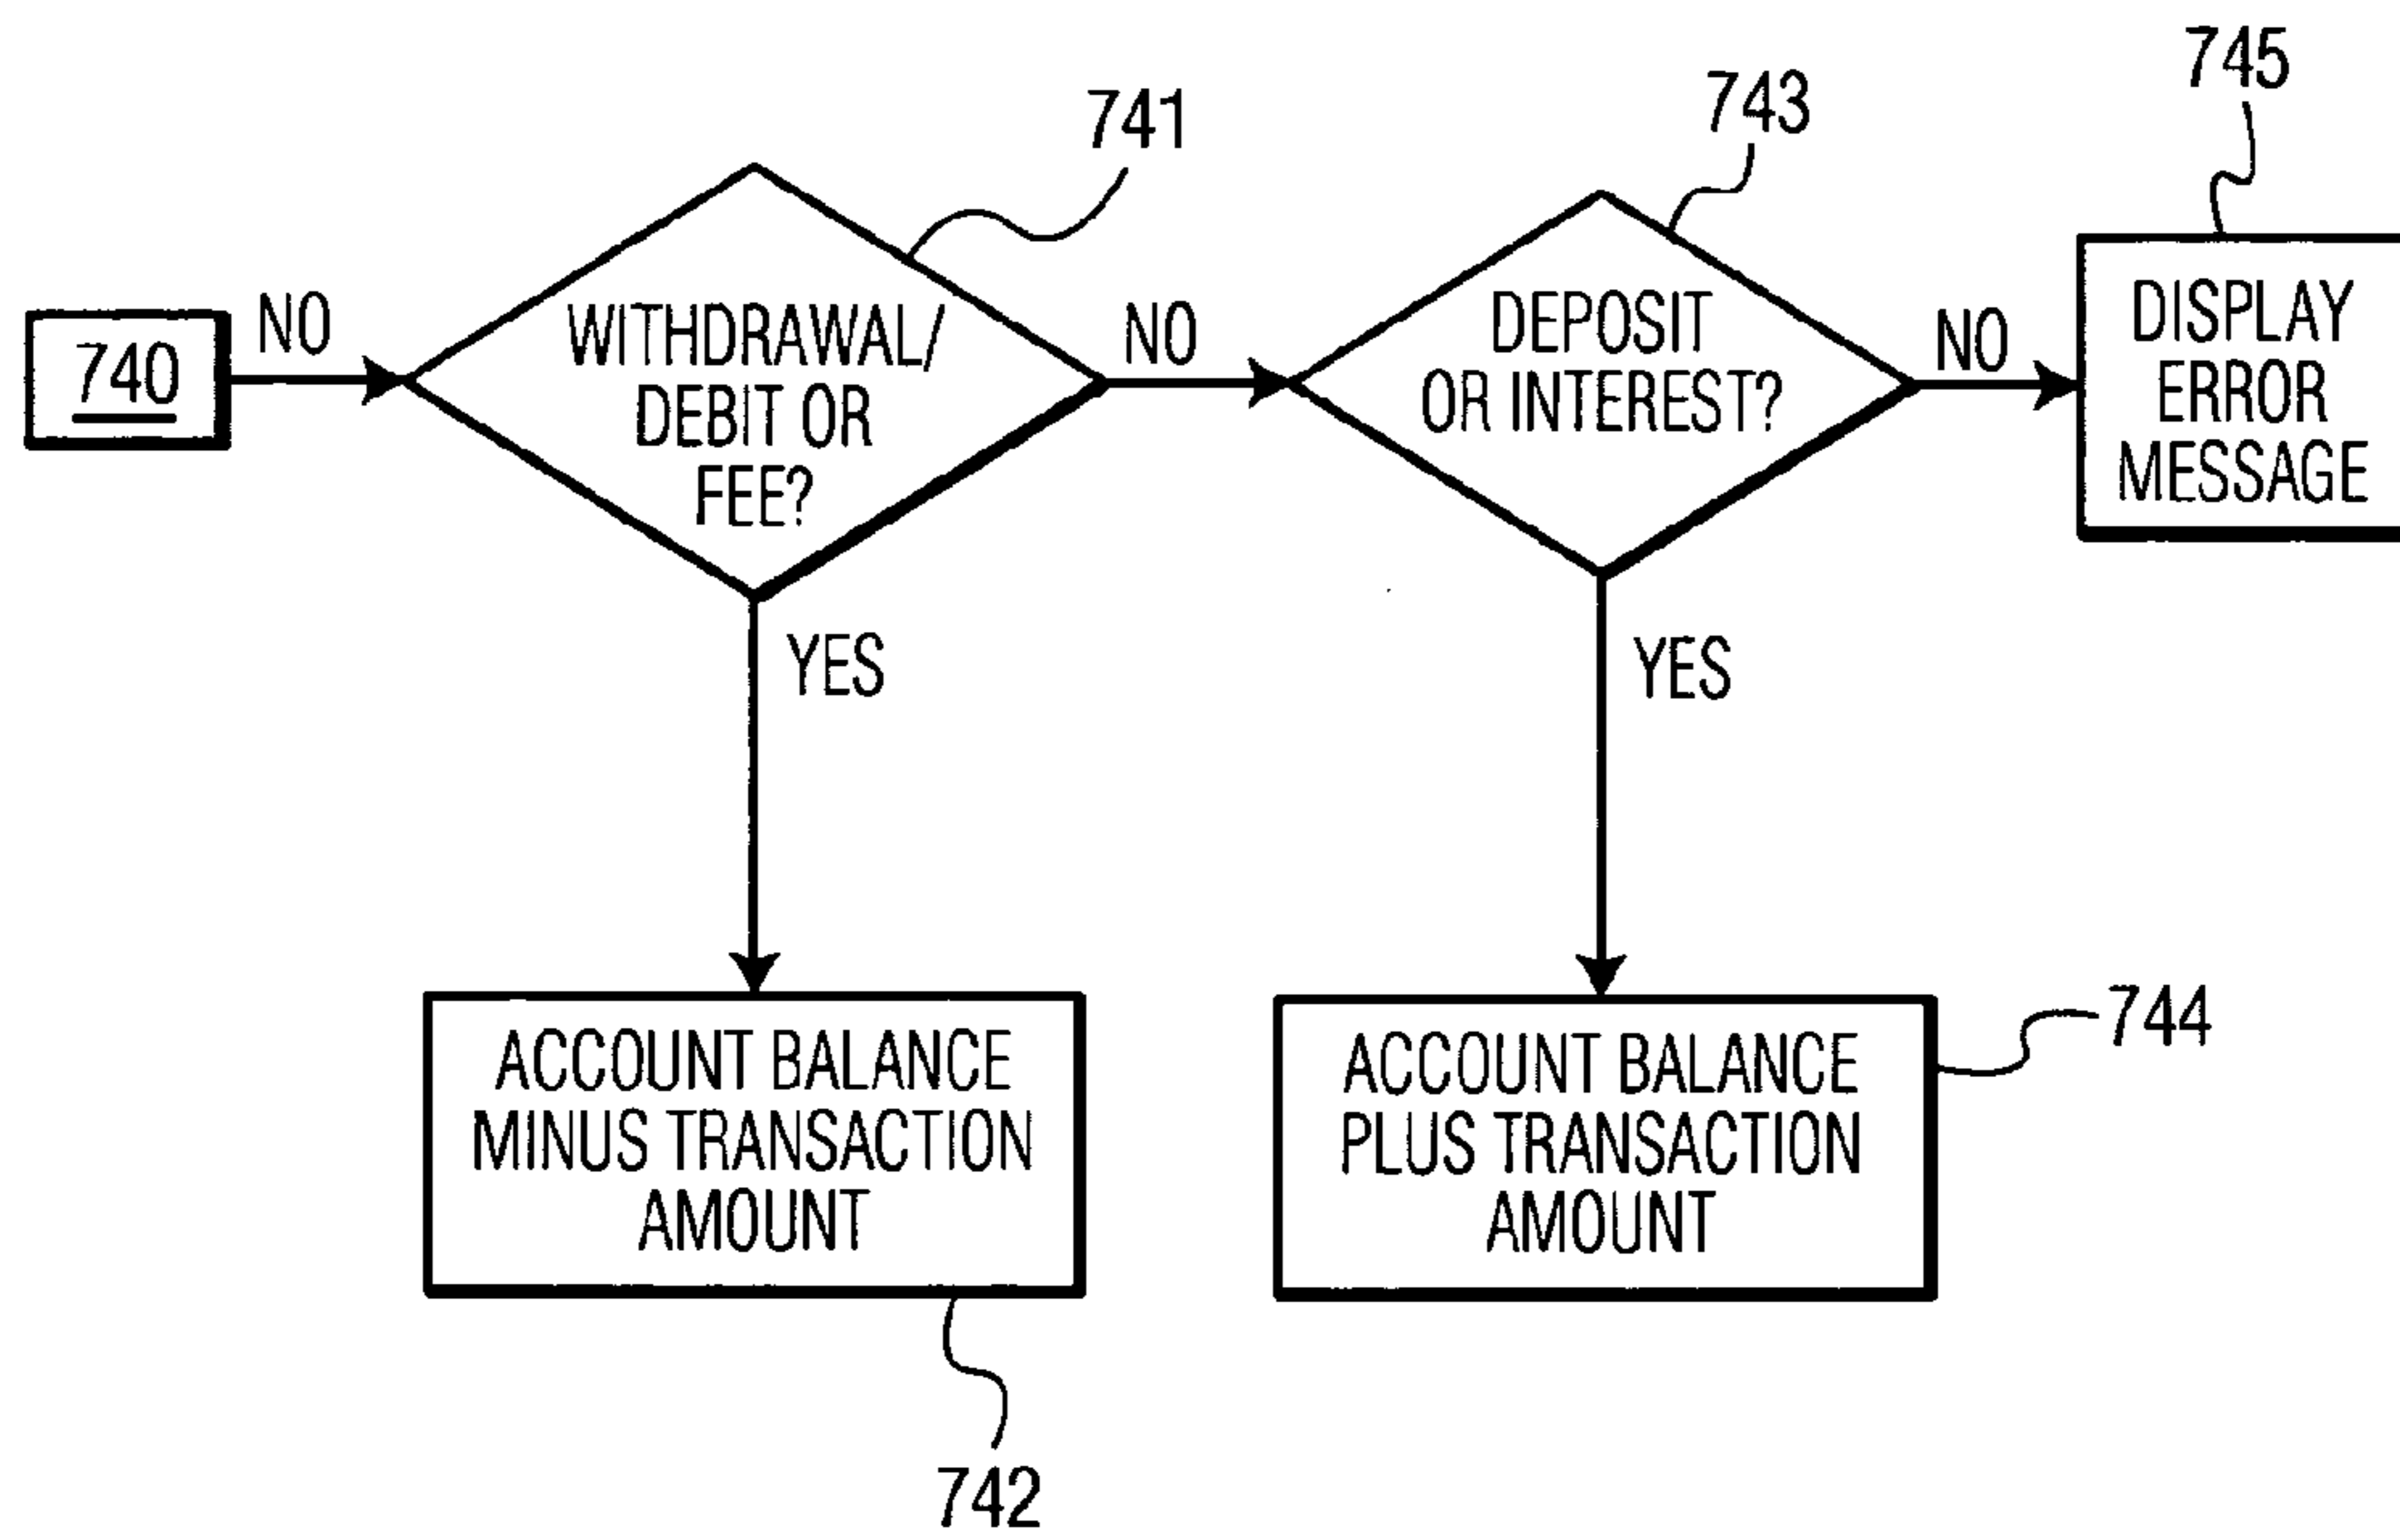 745
743
741
740
NO
WITHDRAWAL/
DEBIT OR
FEE?
NO
DEPOSIT
OR INTEREST?
NO
DISPLAY
ERROR
MESSAGE
YES
YES
ACCOUNT BALANCE
MINUS TRANSACTION
AMOUNT
ACCOUNT BALANCE
PLUS TRANSACTION
AMOUNT
744
742